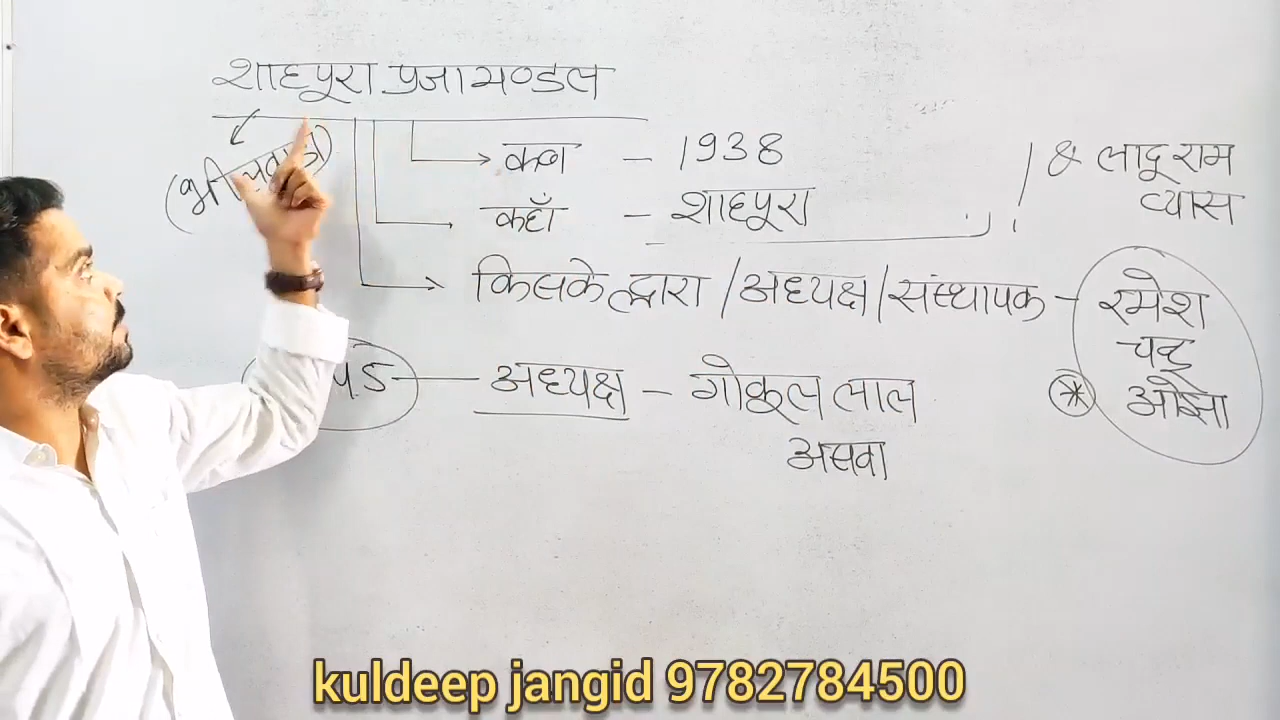 शाहपुरा प्रजामण्डल
कब - 1938
& लादूराम
व्यास
कहाँ - शाहपुरा
किसके द्वारा / अध्यक्ष / संस्थापक - रमेश
चन्द्र
ओझा
अध्यक्ष - गोकूल लाल
असवा
kuldeep jangid 9782784500